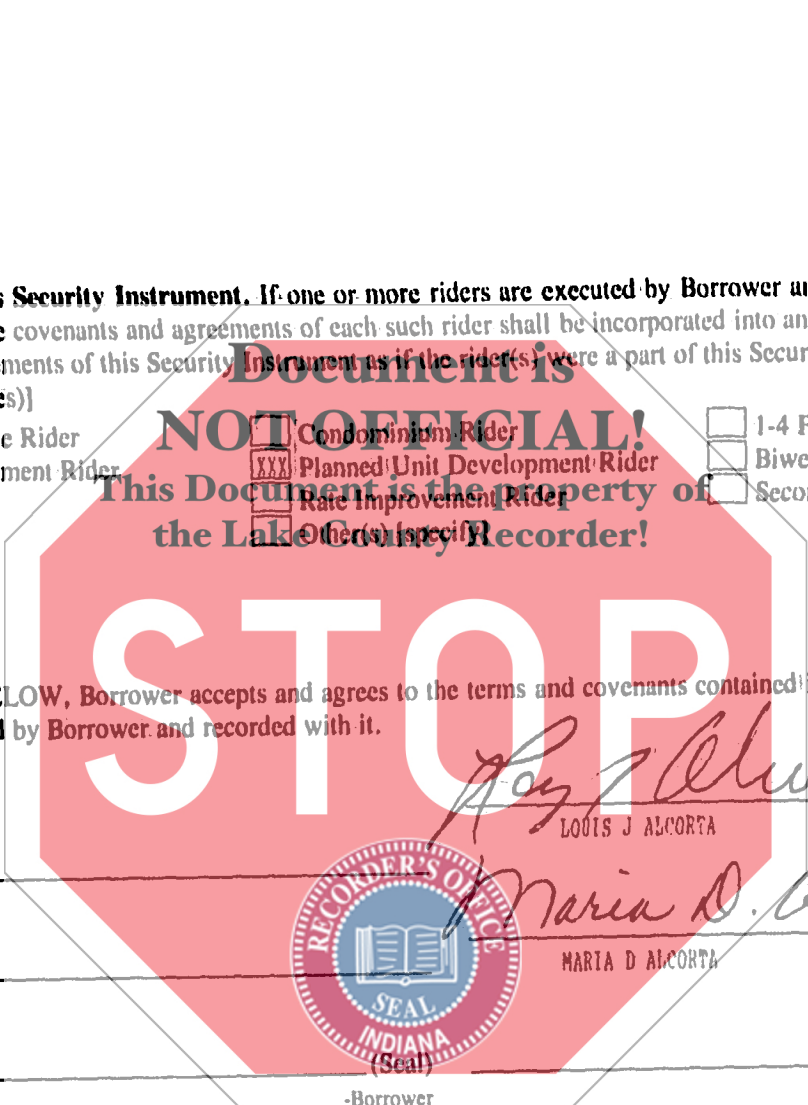 s Security Instrument. If one or more riders are executed by Borrower a
e covenants and agreements of each such rider shall be incorporated into an
ments of this Security Instrument as if the rider(s) were a part of this Secur
es)]
Document is
NOT OFFICIAL!
This Document is the property of
the Lake County Recorder!
e Rider
Condominium Rider
1-4 F
ment Rider
XXX Planned Unit Development Rider
Biwe
Rate Improvement Rider
Seco
Other(s) [specify]
STOP
LOW, Borrower accepts and agrees to the terms and covenants contained i
by Borrower and recorded with it.
LOUIS J ALCORTA
Maria D.
MARIA D ALCORTA
RECORDER'S OFFICE
SEAL
INDIANA
(Seal)
-Borrower